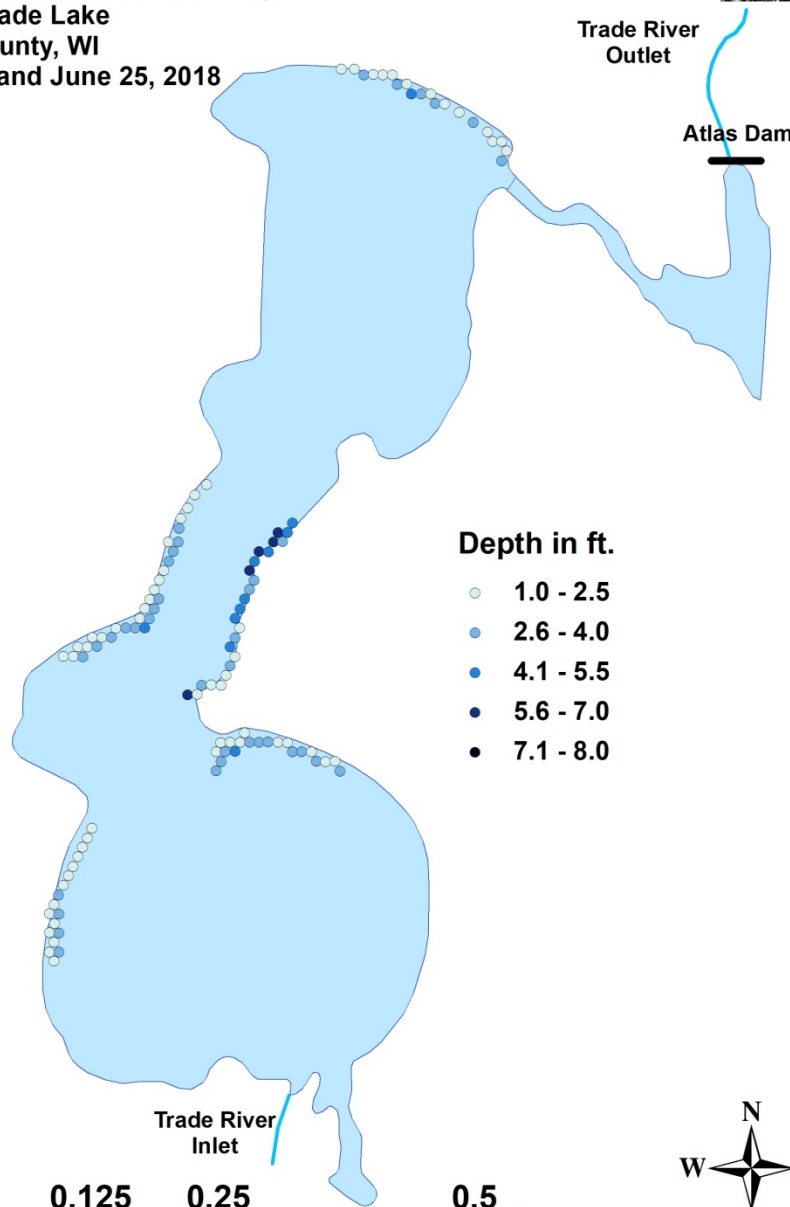 ade Lake
unty, WI
and June 25, 2018
Trade River
Outlet
Atlas Dam
Depth in ft.
1.0 - 2.5
2.6 - 4.0
4.1 - 5.5
5.6 - 7.0
7.1 - 8.0
Trade River
Inlet
N
W
0.125 0.25 0.5